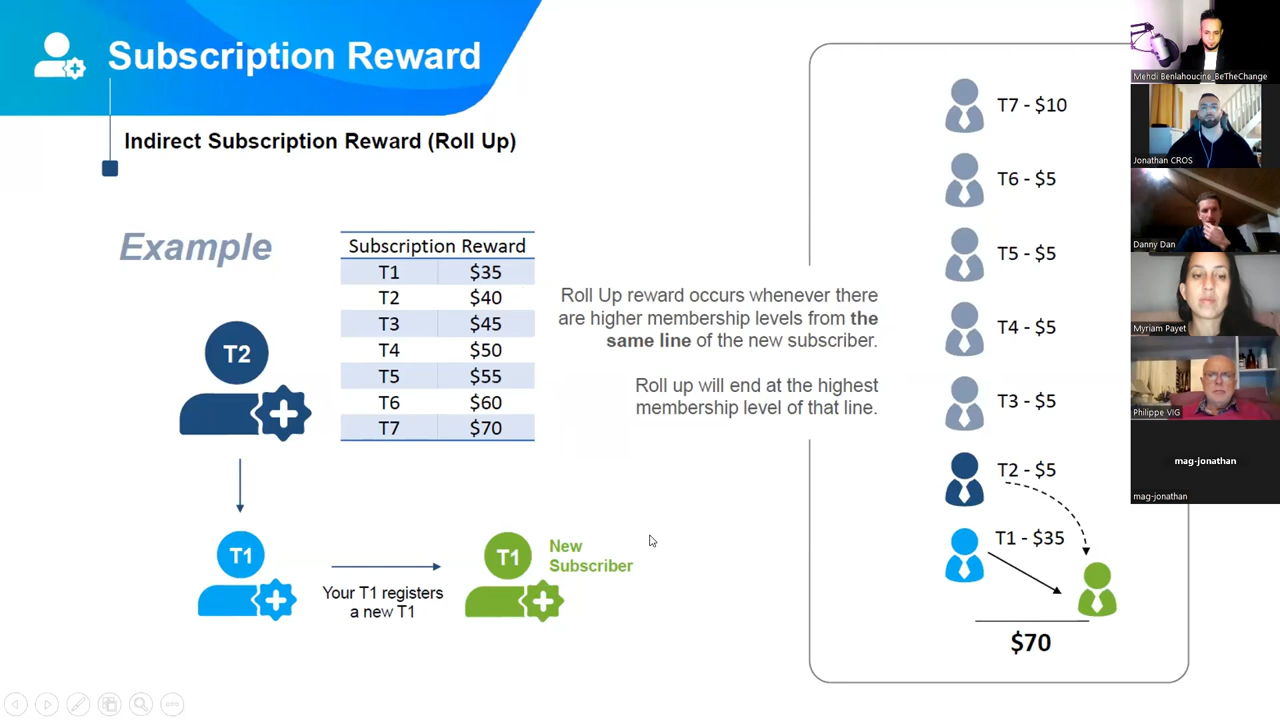 Subscription Reward
Indirect Subscription Reward (Roll Up)
Example
Subscription Reward
T1 $35
T2 $40
T3 $45
T4 $50
T5 $55
T6 $60
T7 $70
T2
T1
Your T1 registers
a new T1
T1
New
Subscriber
Roll Up reward occurs whenever there
are higher membership levels from the
same line of the new subscriber.
Roll up will end at the highest
membership level of that line.
T7 - $10
T6 - $5
T5 - $5
T4 - $5
T3 - $5
T2 - $5
T1 - $35
$70
Mehdi Benlahoucine_BeTheChange
Jonathan CROS
Danny Dan
Myriam Payet
Philippe VIG
mag-jonathan
mag-jonathan